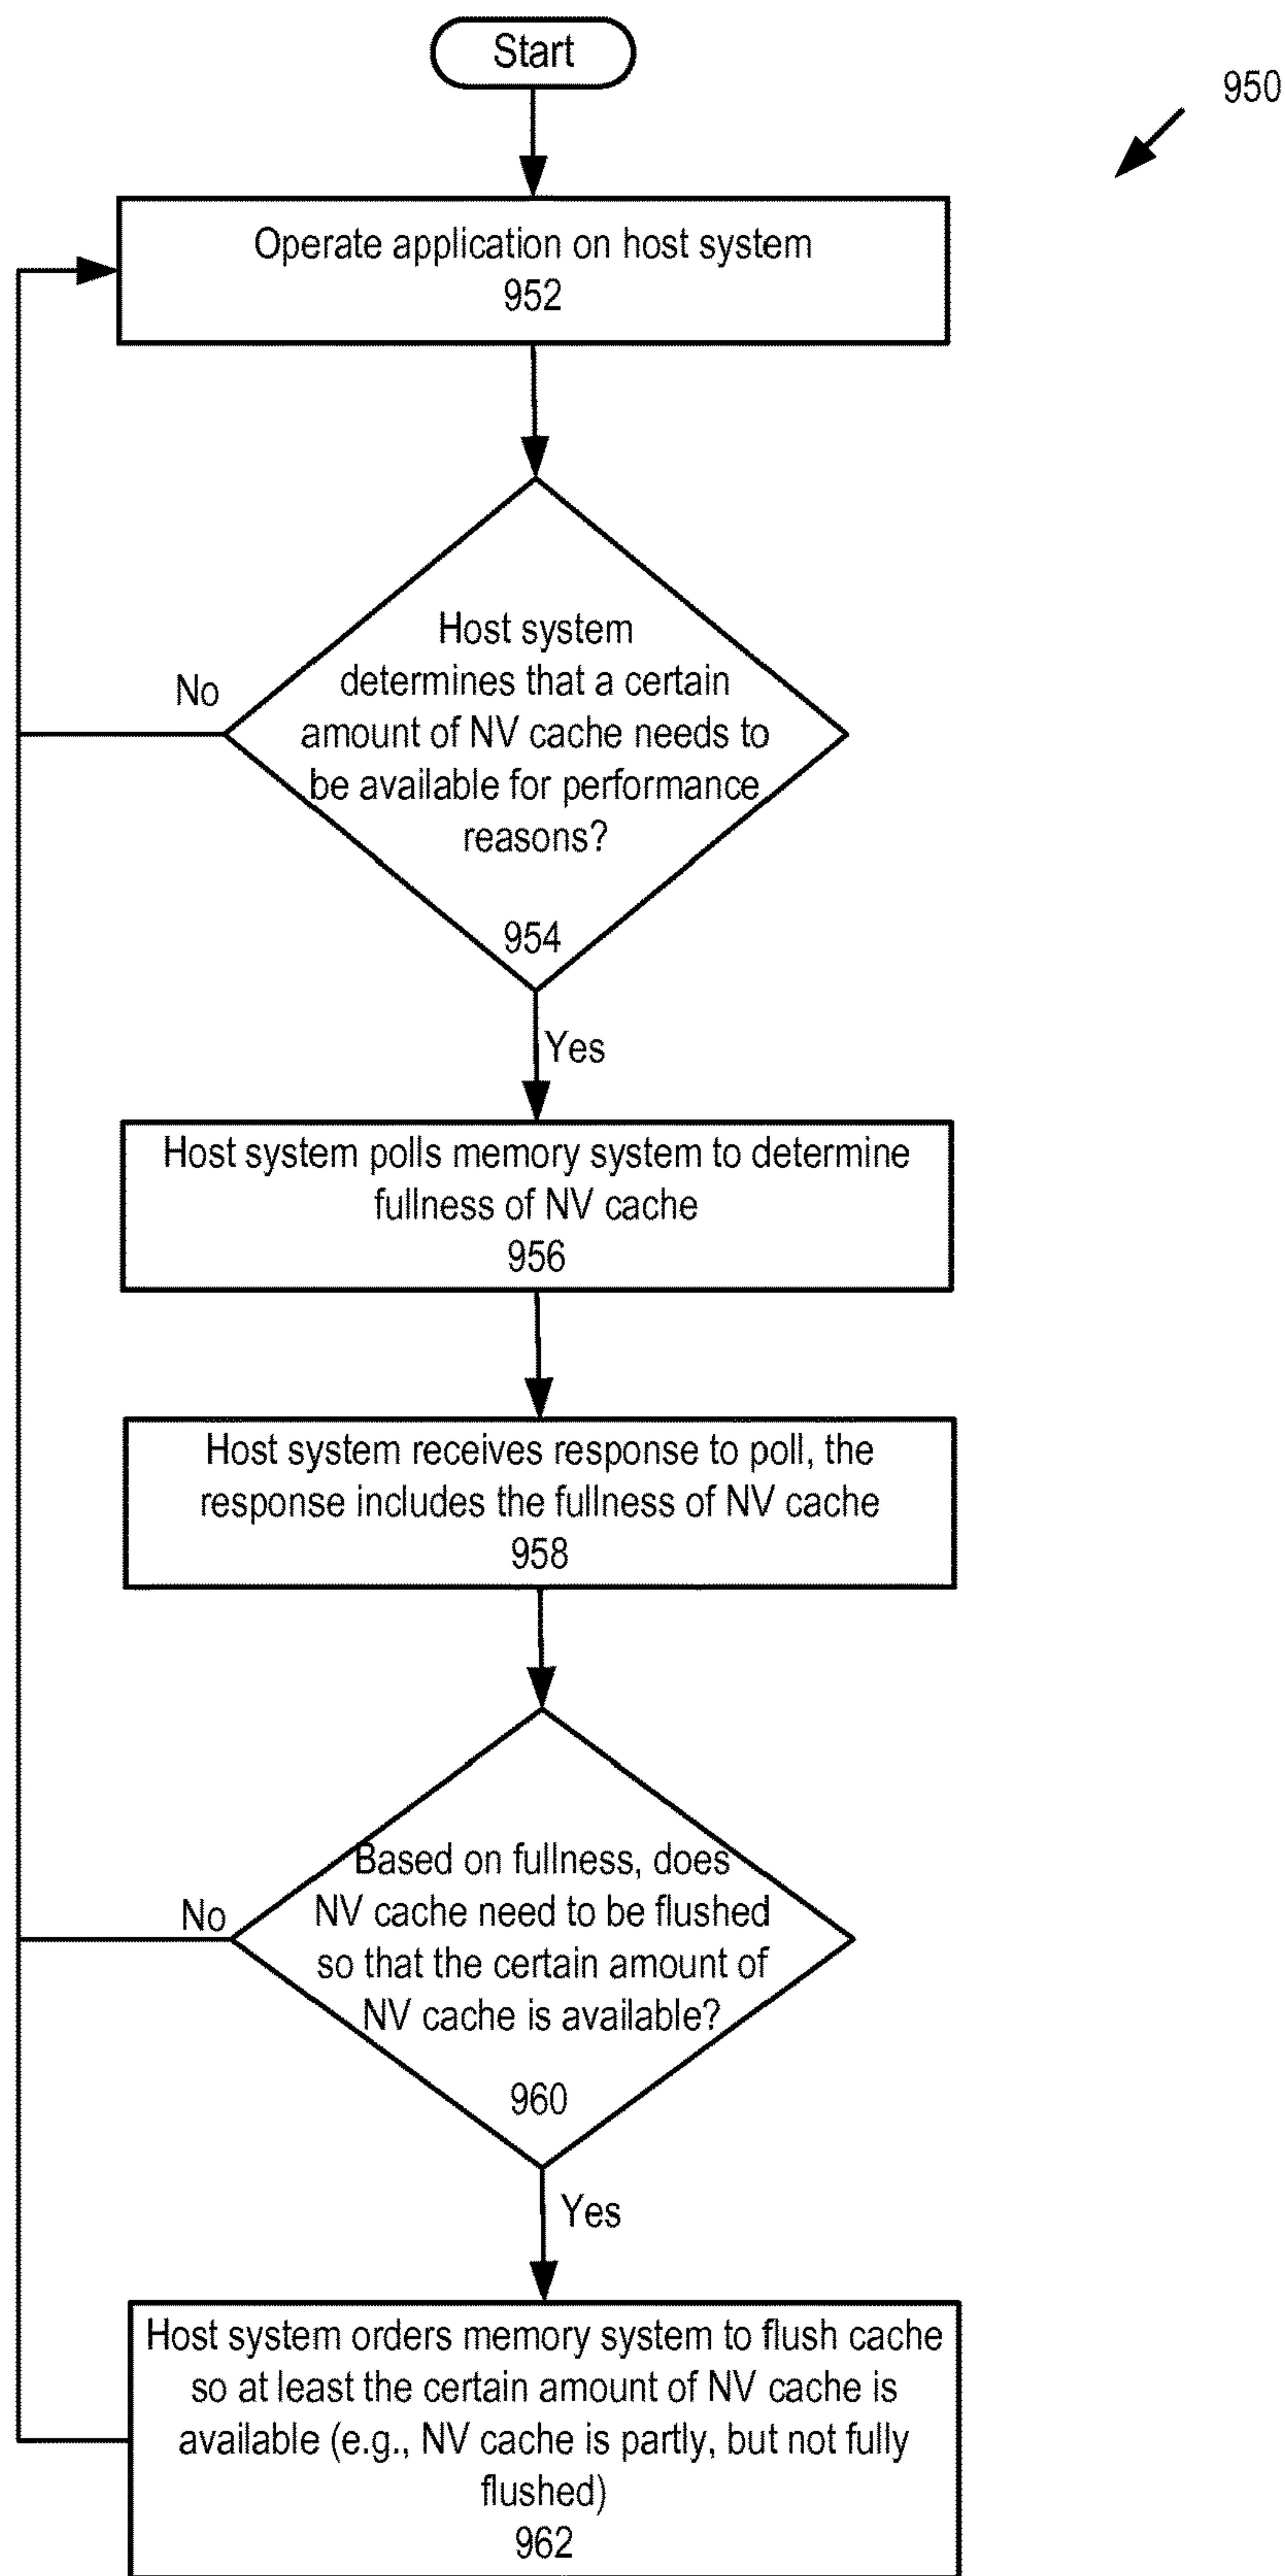 Start
950
Operate application on host system
952
Host system
determines that a certain
amount of NV cache needs to
be available for performance
reasons?
954
No
Yes
Host system polls memory system to determine
fullness of NV cache
956
Host system receives response to poll, the
response includes the fullness of NV cache
958
Based on fullness, does
NV cache need to be flushed
so that the certain amount of
NV cache is available?
960
No
Yes
Host system orders memory system to flush cache
so at least the certain amount of NV cache is
available (e.g., NV cache is partly, but not fully
flushed)
962